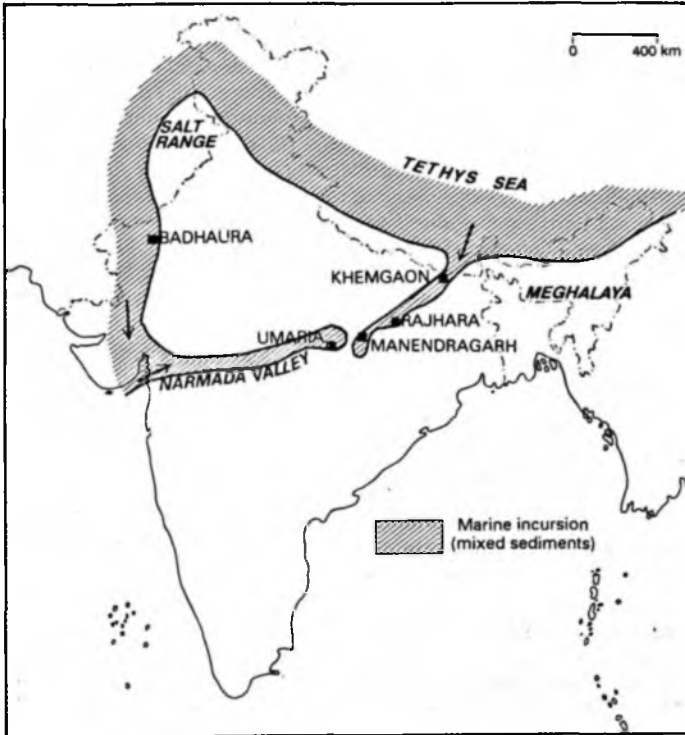 0 400 km
SALT
RANGE
TETHYS SEA
BADHAURA
KHEMGAON
MEGHALAYA
RAJHARA
UMARIA
MANENDRAGARH
NARMADA VALLEY
Marine incursion
(mixed sediments)